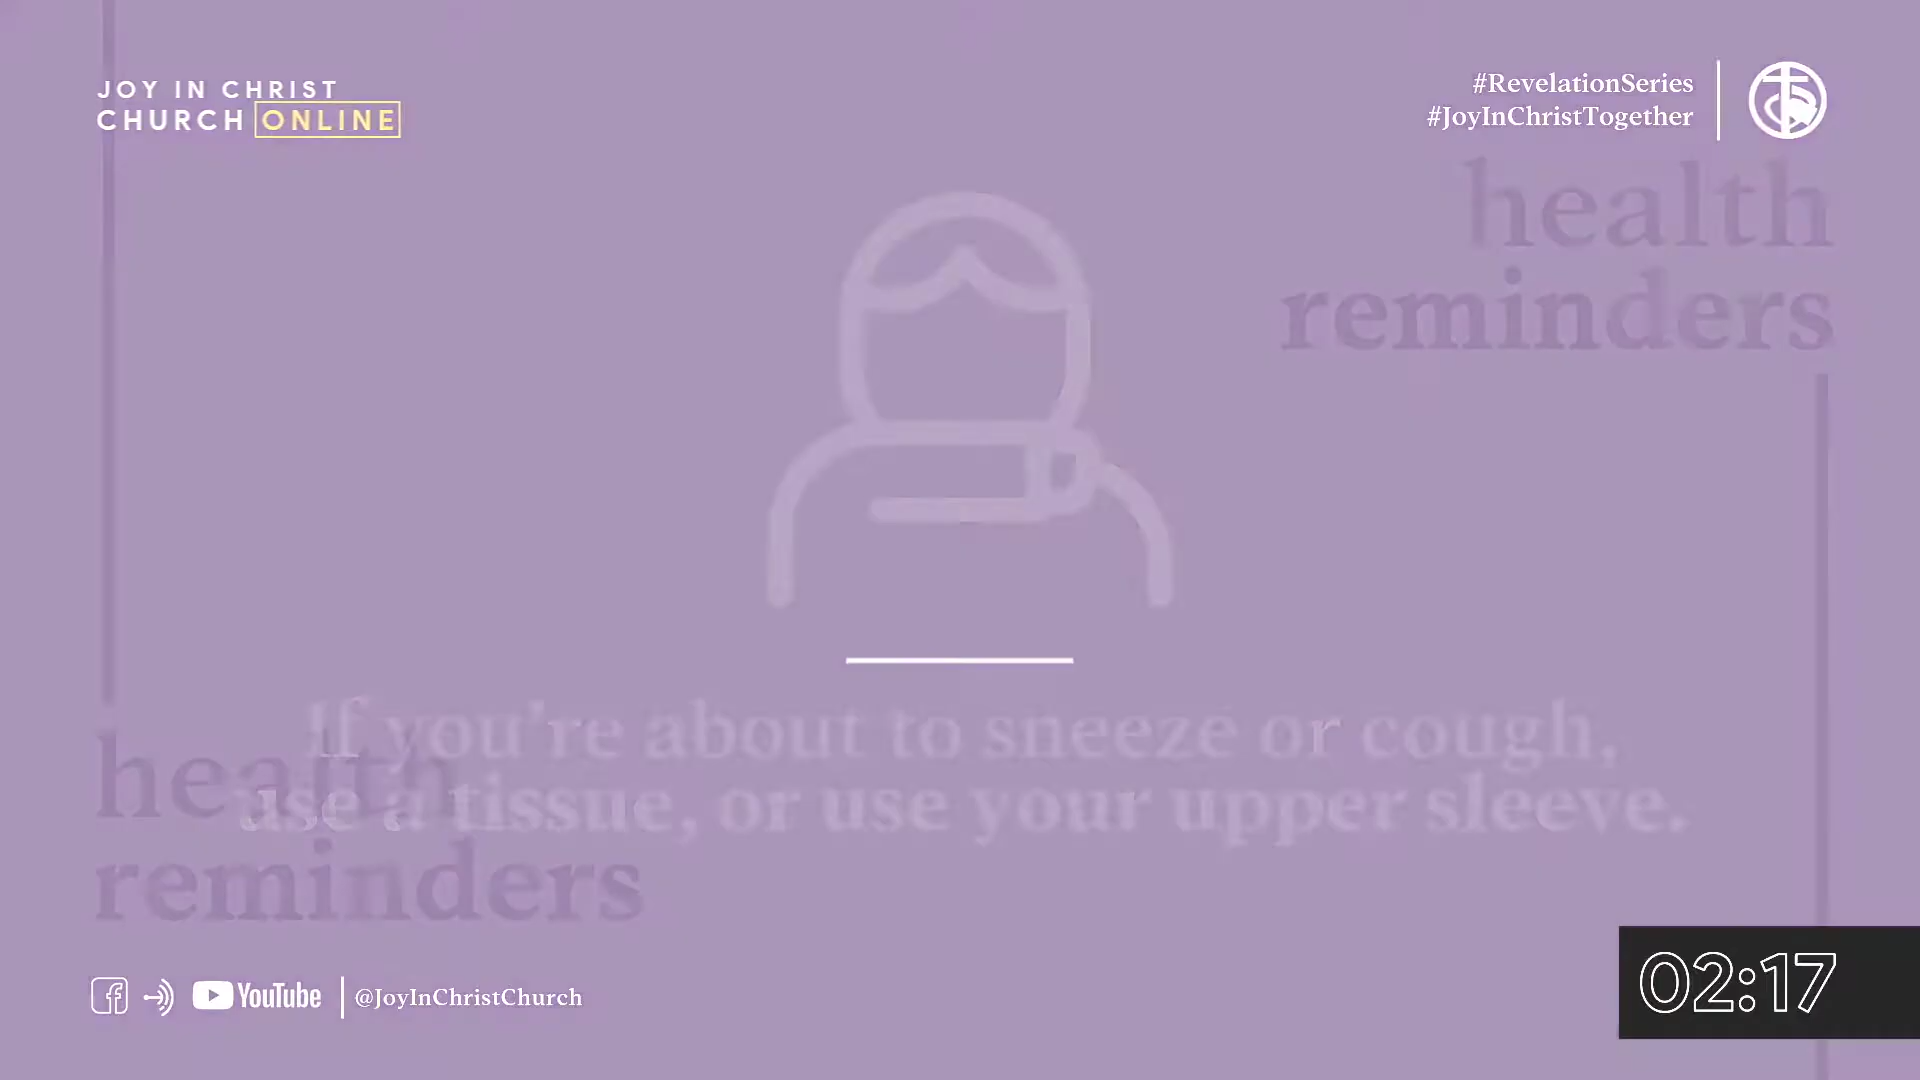 JOY IN CHRIST
CHURCH ONLINE
#RevelationSeries
#JoyInChristTogether
health
reminders
If you're about to sneeze or cough,
use a tissue, or use your upper sleeve.
health
reminders
YouTube
@JoyInChristChurch
02:17